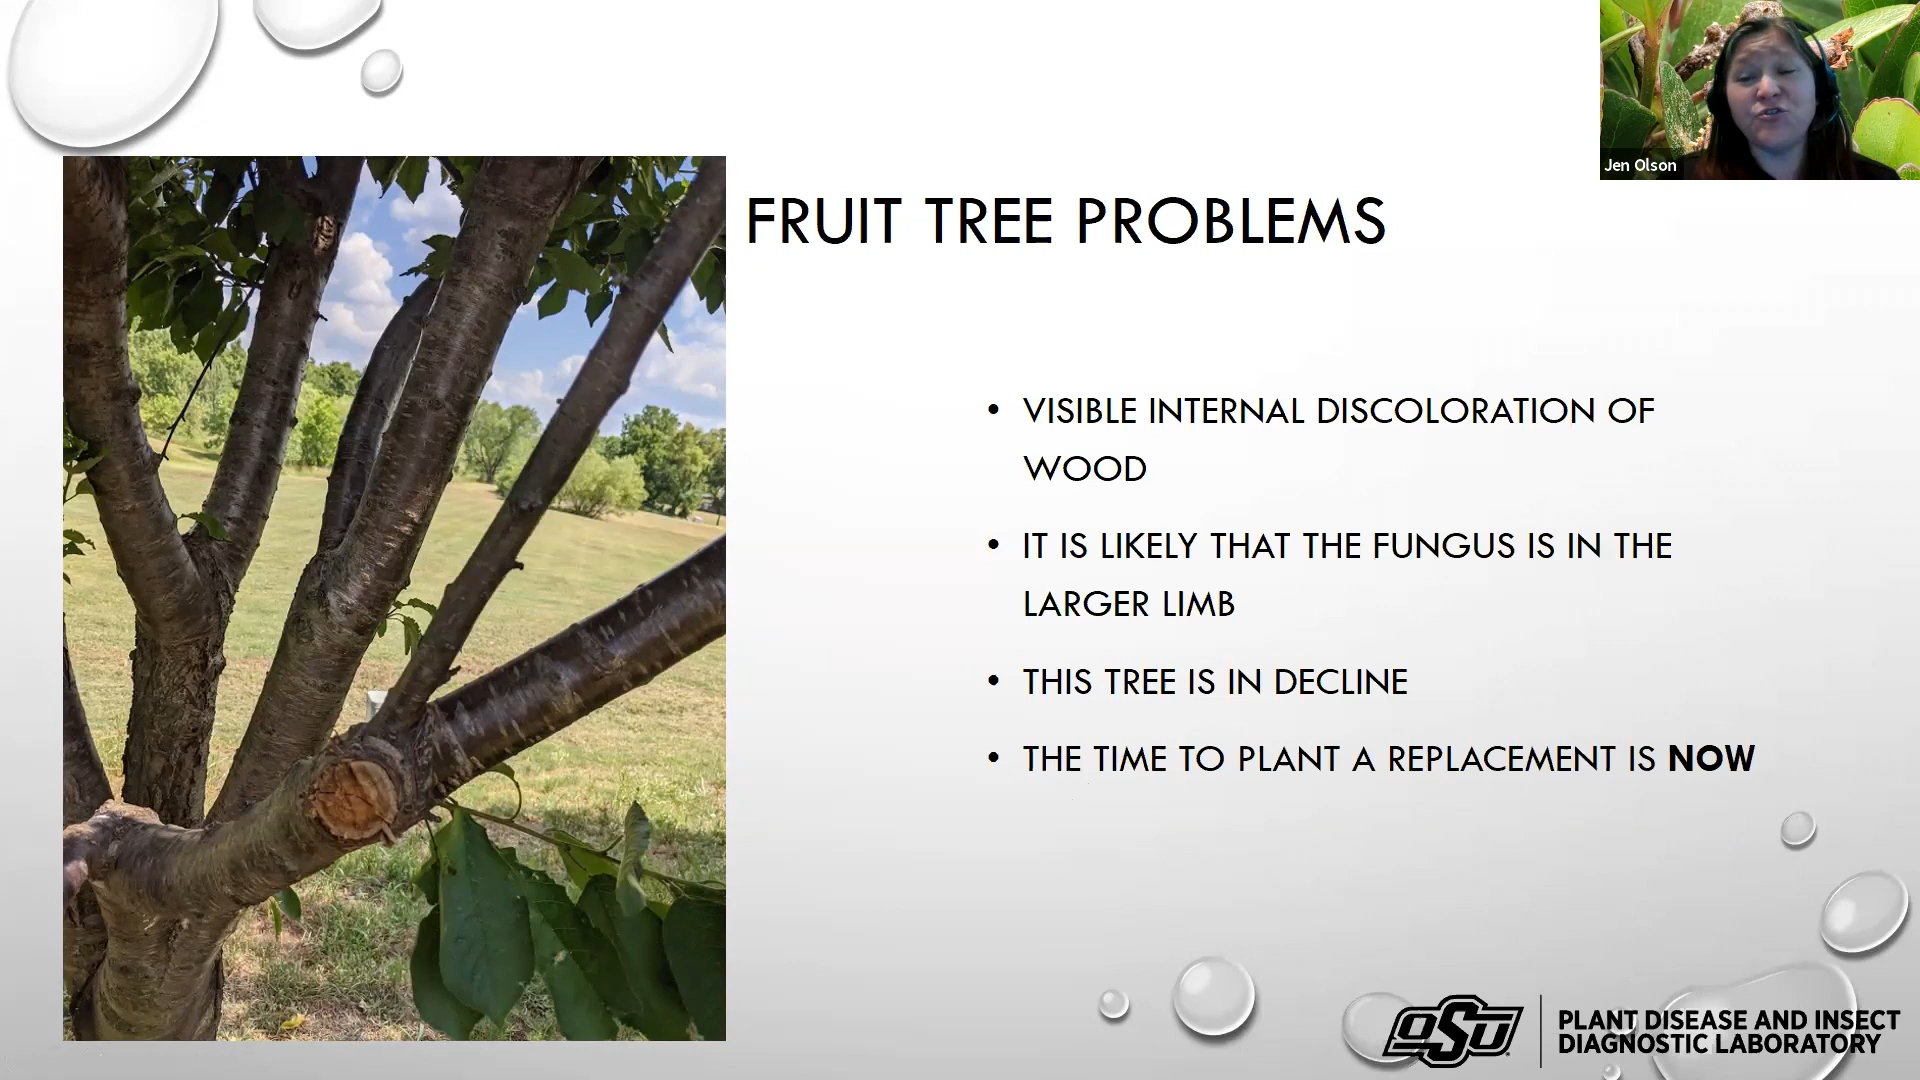 Jen Olson
FRUIT TREE PROBLEMS
• VISIBLE INTERNAL DISCOLORATION OF
WOOD
• IT IS LIKELY THAT THE FUNGUS IS IN THE
LARGER LIMB
• THIS TREE IS IN DECLINE
• THE TIME TO PLANT A REPLACEMENT IS NOW
OSU
PLANT DISEASE AND INSECT
DIAGNOSTIC LABORATORY